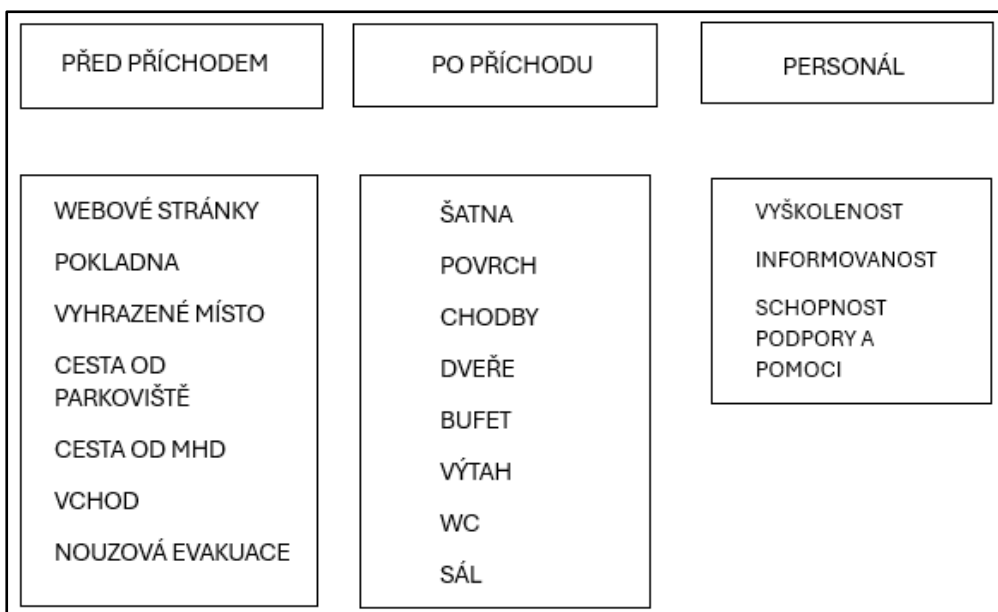 PŘED PŘÍCHODEM
PO PŘÍCHODU
PERSONÁL
WEBOVÉ STRÁNKY
POKLADNA
VYHRAZENÉ MÍSTO
CESTA OD
PARKOVIŠTĚ
CESTA OD MHD
VCHOD
NOUZOVÁ EVAKUACE
ŠATNA
POVRCH
CHODBY
DVEŘE
BUFET
VÝTAH
WC
SÁL
VYŠKOLENOST
INFORMOVANOST
SCHOPNOST
PODPORY A
POMOCI